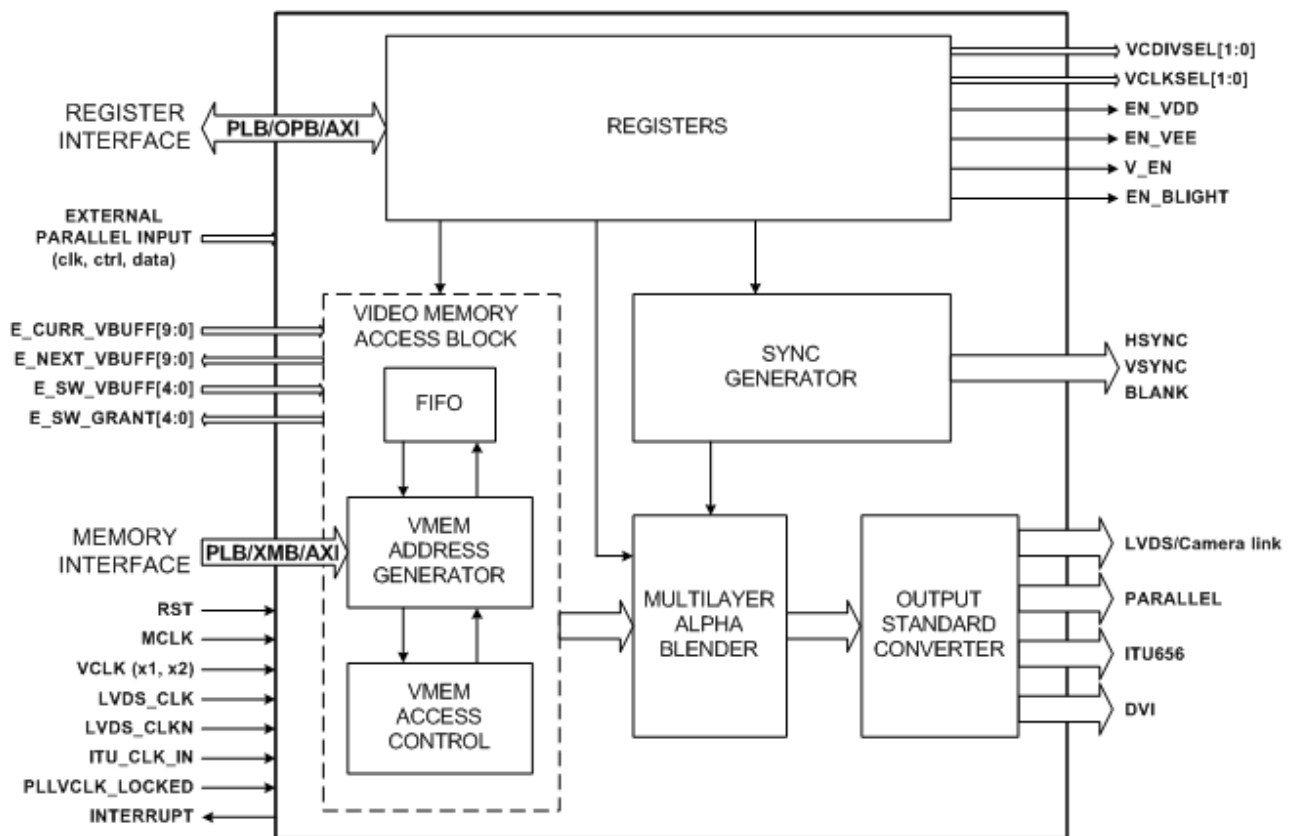 REGISTER
INTERFACE
PLB/OPB/AXI
REGISTERS
VCDIVSEL[1:0]
VCLKSEL[1:0]
EN_VDD
EN_VEE
V_EN
EN_BLIGHT
EXTERNAL
PARALLEL INPUT
(clk, ctrl, data)
E_CURR_VBUFF[9:0]
E_NEXT_VBUFF[9:0]
E_SW_VBUFF[4:0]
E_SW_GRANT[4:0]
VIDEO MEMORY
ACCESS BLOCK
FIFO
SYNC
GENERATOR
HSYNC
VSYNC
BLANK
MEMORY
INTERFACE
PLB/XMB/AXI
VMEM
ADDRESS
GENERATOR
VMEM
ACCESS
CONTROL
MULTILAYER
ALPHA
BLENDER
OUTPUT
STANDARD
CONVERTER
LVDS/Camera link
PARALLEL
ITU656
DVI
RST
MCLK
VCLK (x1, x2)
LVDS_CLK
LVDS_CLKN
ITU_CLK_IN
PLLVCLK_LOCKED
INTERRUPT